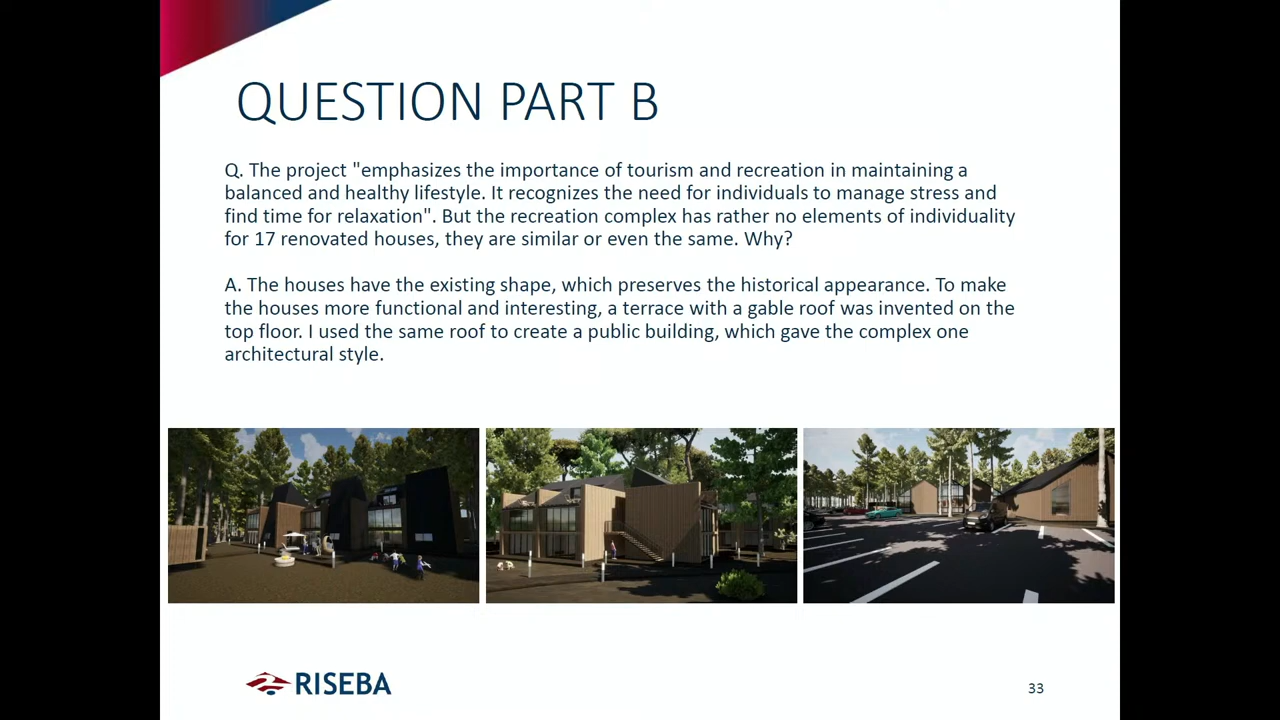 QUESTION PART B
Q. The project "emphasizes the importance of tourism and recreation in maintaining a
balanced and healthy lifestyle. It recognizes the need for individuals to manage stress and
find time for relaxation". But the recreation complex has rather no elements of individuality
for 17 renovated houses, they are similar or even the same. Why?
A. The houses have the existing shape, which preserves the historical appearance. To make
the houses more functional and interesting, a terrace with a gable roof was invented on the
top floor. I used the same roof to create a public building, which gave the complex one
architectural style.
RISEBA
33